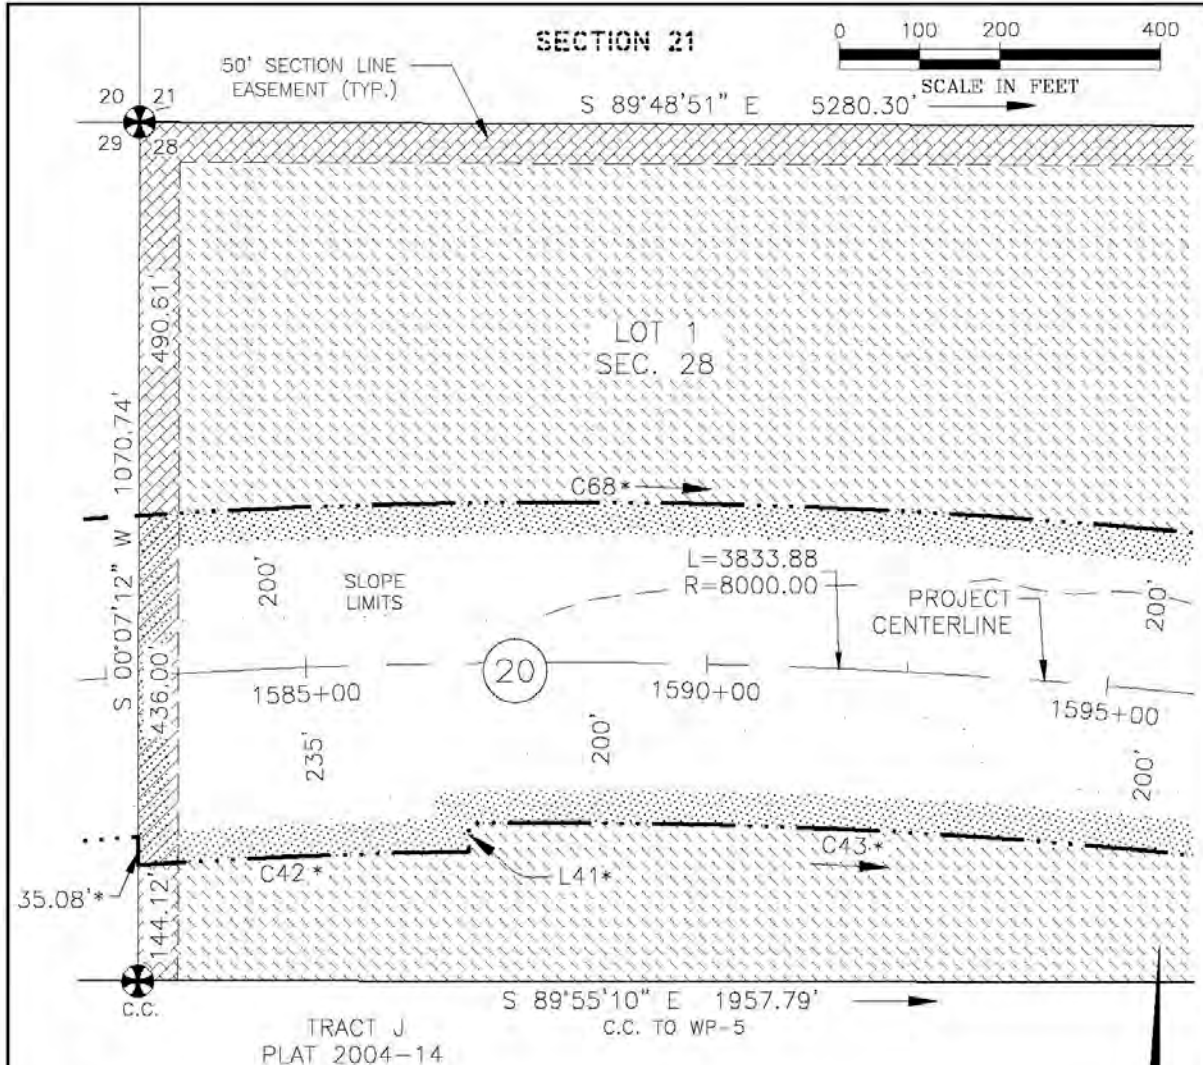 SECTION 21
0 100 200 400
SCALE IN FEET
50' SECTION LINE
EASEMENT (TYP.)
S 89°48'51" E 5280.30'
20 21
29 28
490.61'
S 00°07'12" W 1070.74'
LOT 1
SEC. 28
C68*
200'
SLOPE
LIMITS
L=3833.88
R=8000.00
PROJECT
CENTERLINE
200'
436.00'
1585+00
20
1590+00
1595+00
235'
200'
200'
C42*
L41*
C43*
35.08'*
144.12'
C.C.
S 89°55'10" E 1957.79'
C.C. TO WP-5
TRACT J
PLAT 2004-14